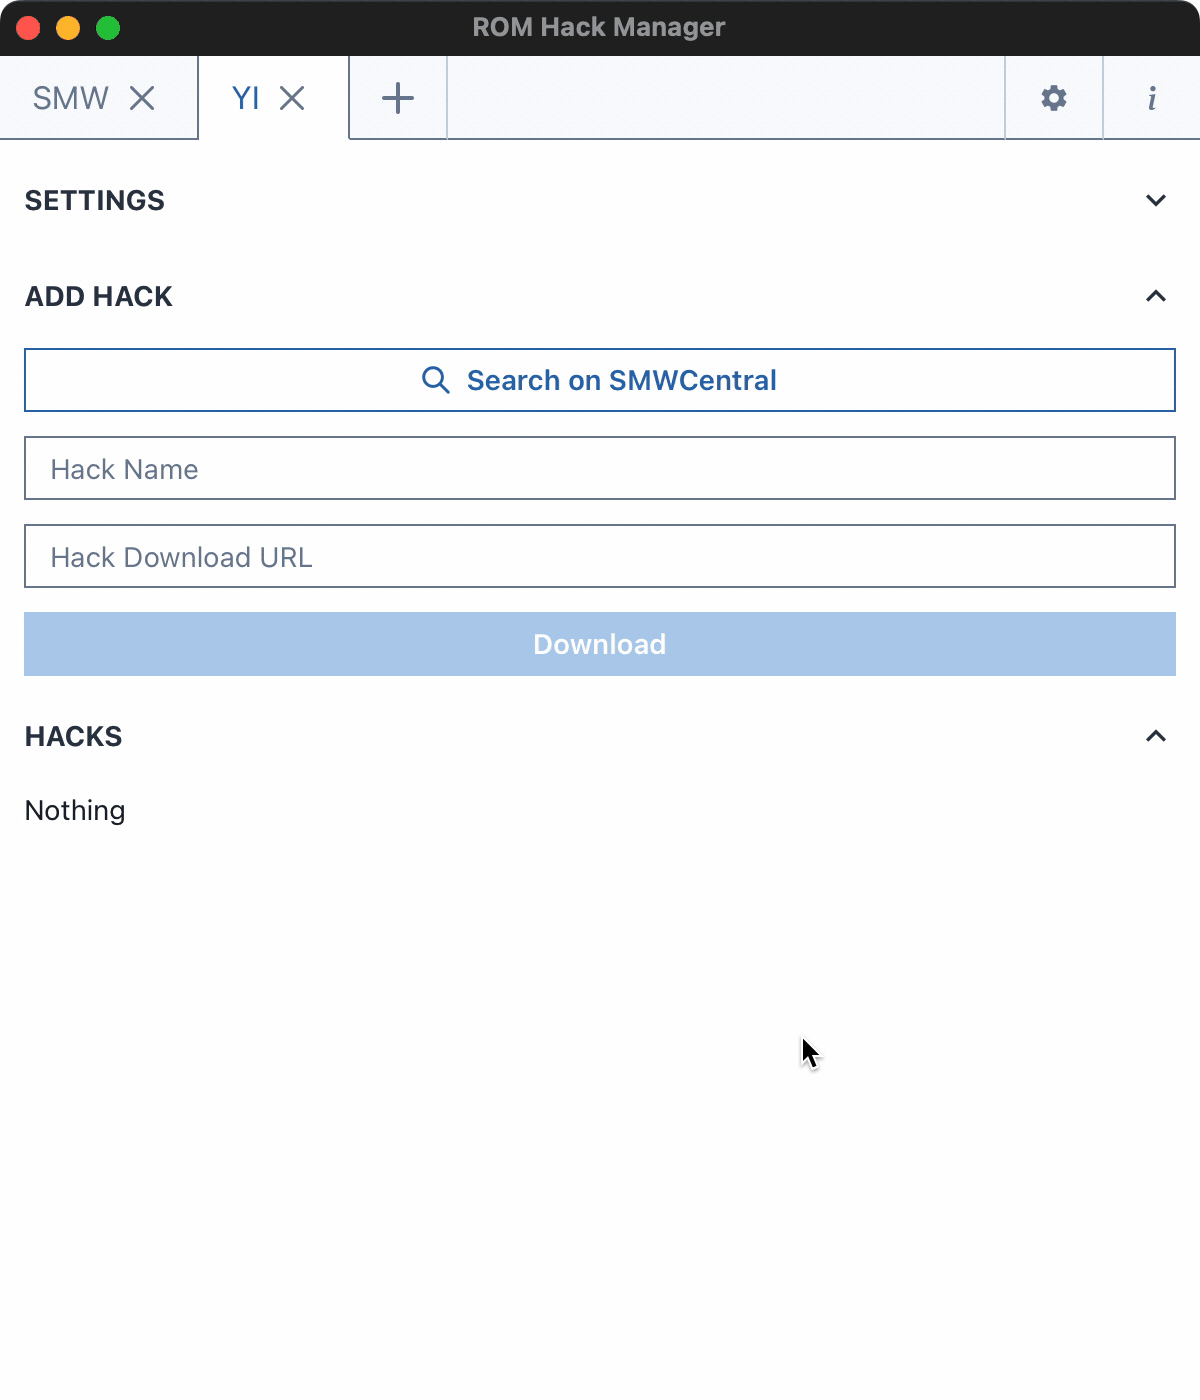 ROM Hack Manager
SMW
YI
i
SETTINGS
ADD HACK
Search on SMWCentral
Hack Name
Hack Download URL
Download
HACKS
Nothing